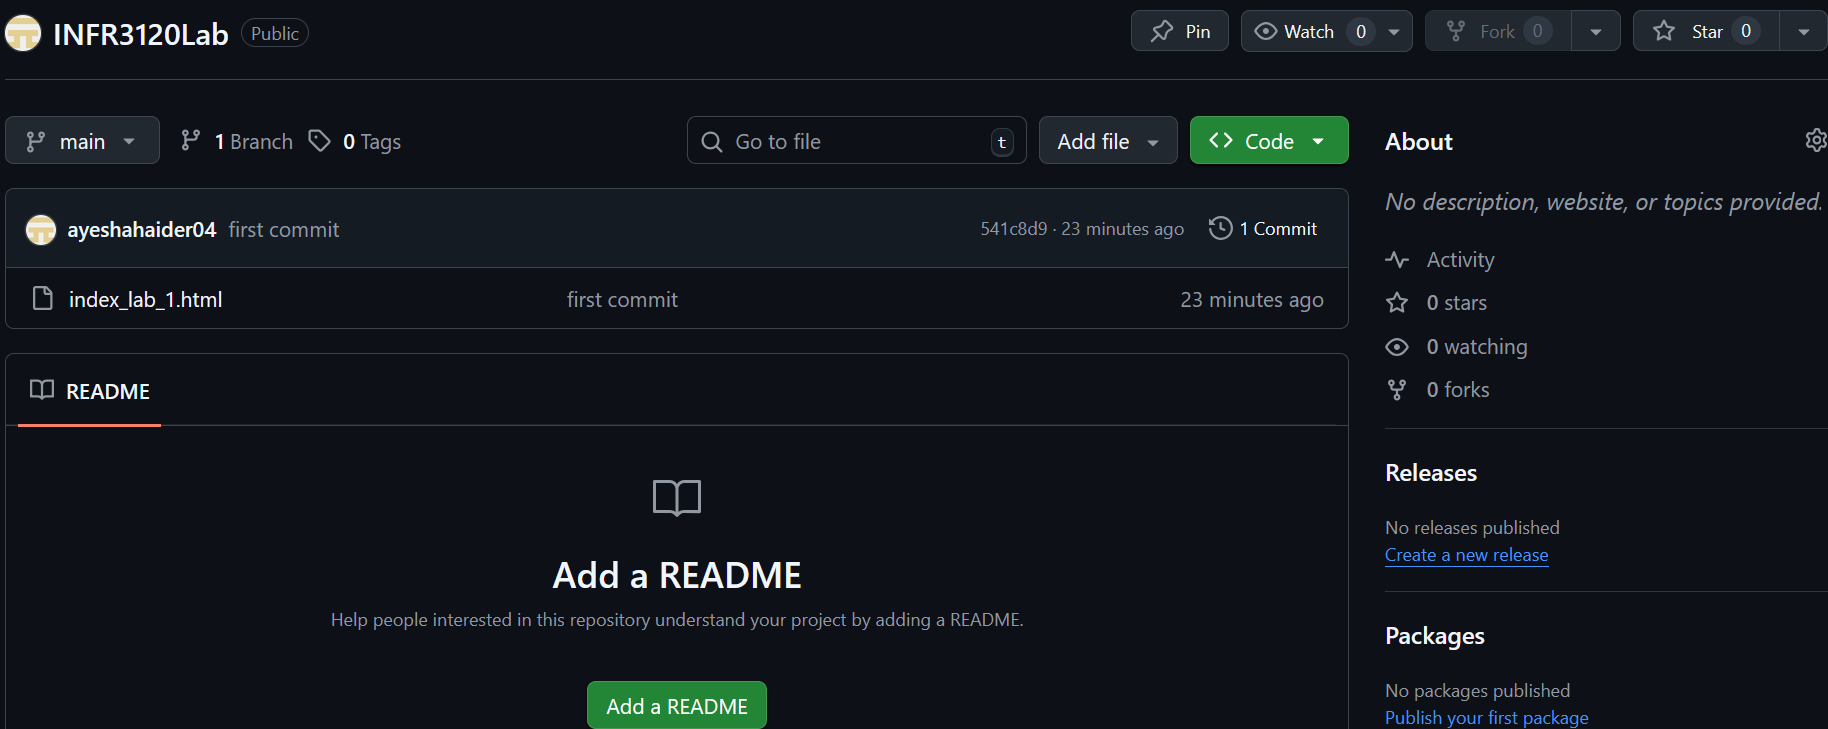 INFR3120Lab Public Pin Watch 0 Fork 0 Star 0
main 1 Branch 0 Tags Go to file t Add file Code
ayeshahaider04 first commit 541c8d9 · 23 minutes ago 1 Commit
index_lab_1.html first commit 23 minutes ago
README
Add a README
Help people interested in this repository understand your project by adding a README.
Add a README
About
No description, website, or topics provided.
Activity
0 stars
0 watching
0 forks
Releases
No releases published
Create a new release
Packages
No packages published
Publish your first package